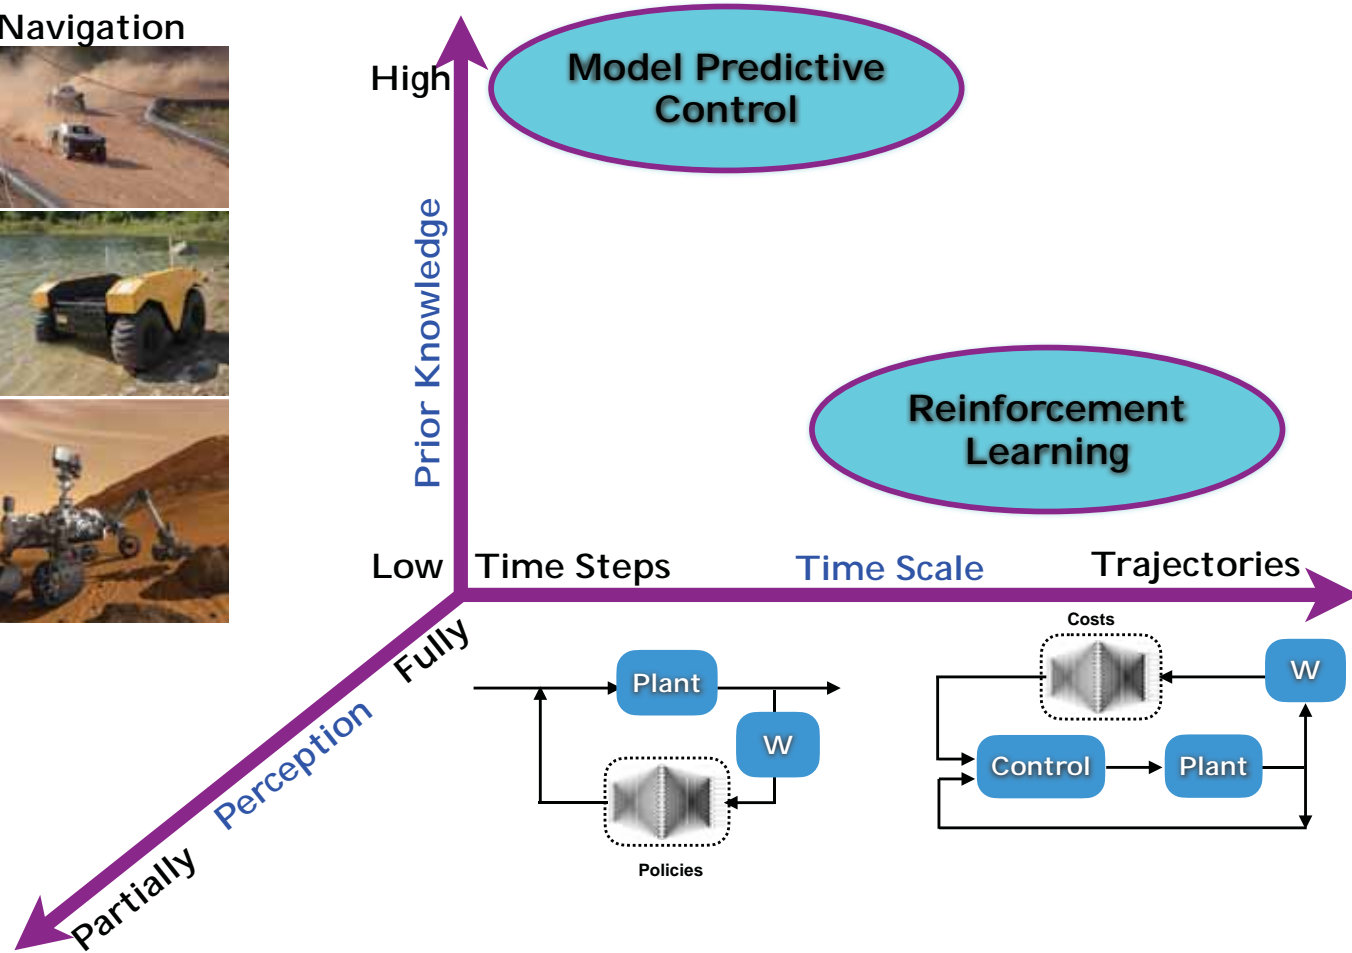 Navigation
High
Model Predictive
Control
Prior Knowledge
Reinforcement
Learning
Low
Time Steps
Time Scale
Trajectories
Fully
Perception
Partially
Plant
W
Policies
Costs
W
Control
Plant